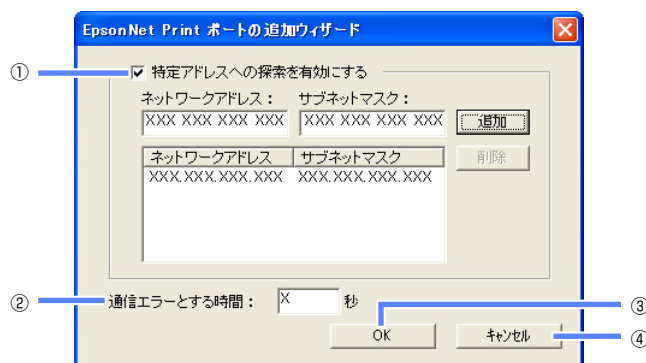 EpsonNet Print ポートの追加ウィザード
① 特定アドレスへの探索を有効にする
ネットワークアドレス： サブネットマスク：
XXX XXX XXX XXX XXX XXX XXX XXX 追加
ネットワークアドレス サブネットマスク 削除
XXX.XXX.XXX.XXX XXX.XXX.XXX.XXX
② 通信エラーとする時間： X 秒 ③
OK キャンセル ④